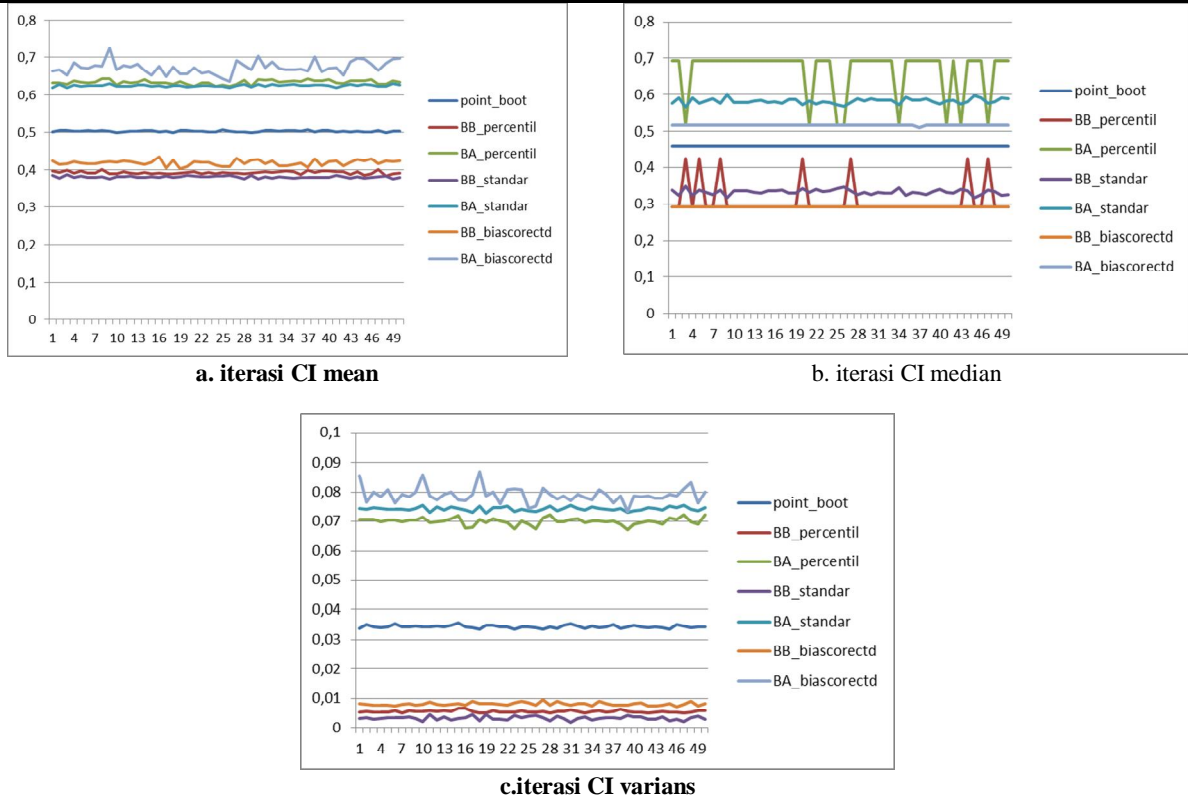 0,8
0,7
0,6
0,5
0,4
0,3
0,2
0,1
0
1 4 7 10 13 16 19 22 25 28 31 34 37 40 43 46 49
point_boot
BB_percentil
BA_percentil
BB_standar
BA_standar
BB_biascorectd
BA_biascorectd
a. iterasi CI mean
0,8
0,7
0,6
0,5
0,4
0,3
0,2
0,1
0
1 4 7 10 13 16 19 22 25 28 31 34 37 40 43 46 49
point_boot
BB_percentil
BA_percentil
BB_standar
BA_standar
BB_biascorectd
BA_biascorectd
b. iterasi CI median
0,1
0,09
0,08
0,07
0,06
0,05
0,04
0,03
0,02
0,01
0
1 4 7 10 13 16 19 22 25 28 31 34 37 40 43 46 49
point_boot
BB_percentil
BA_percentil
BB_standar
BA_standar
BB_biascorectd
BA_biascorectd
c.iterasi CI varians